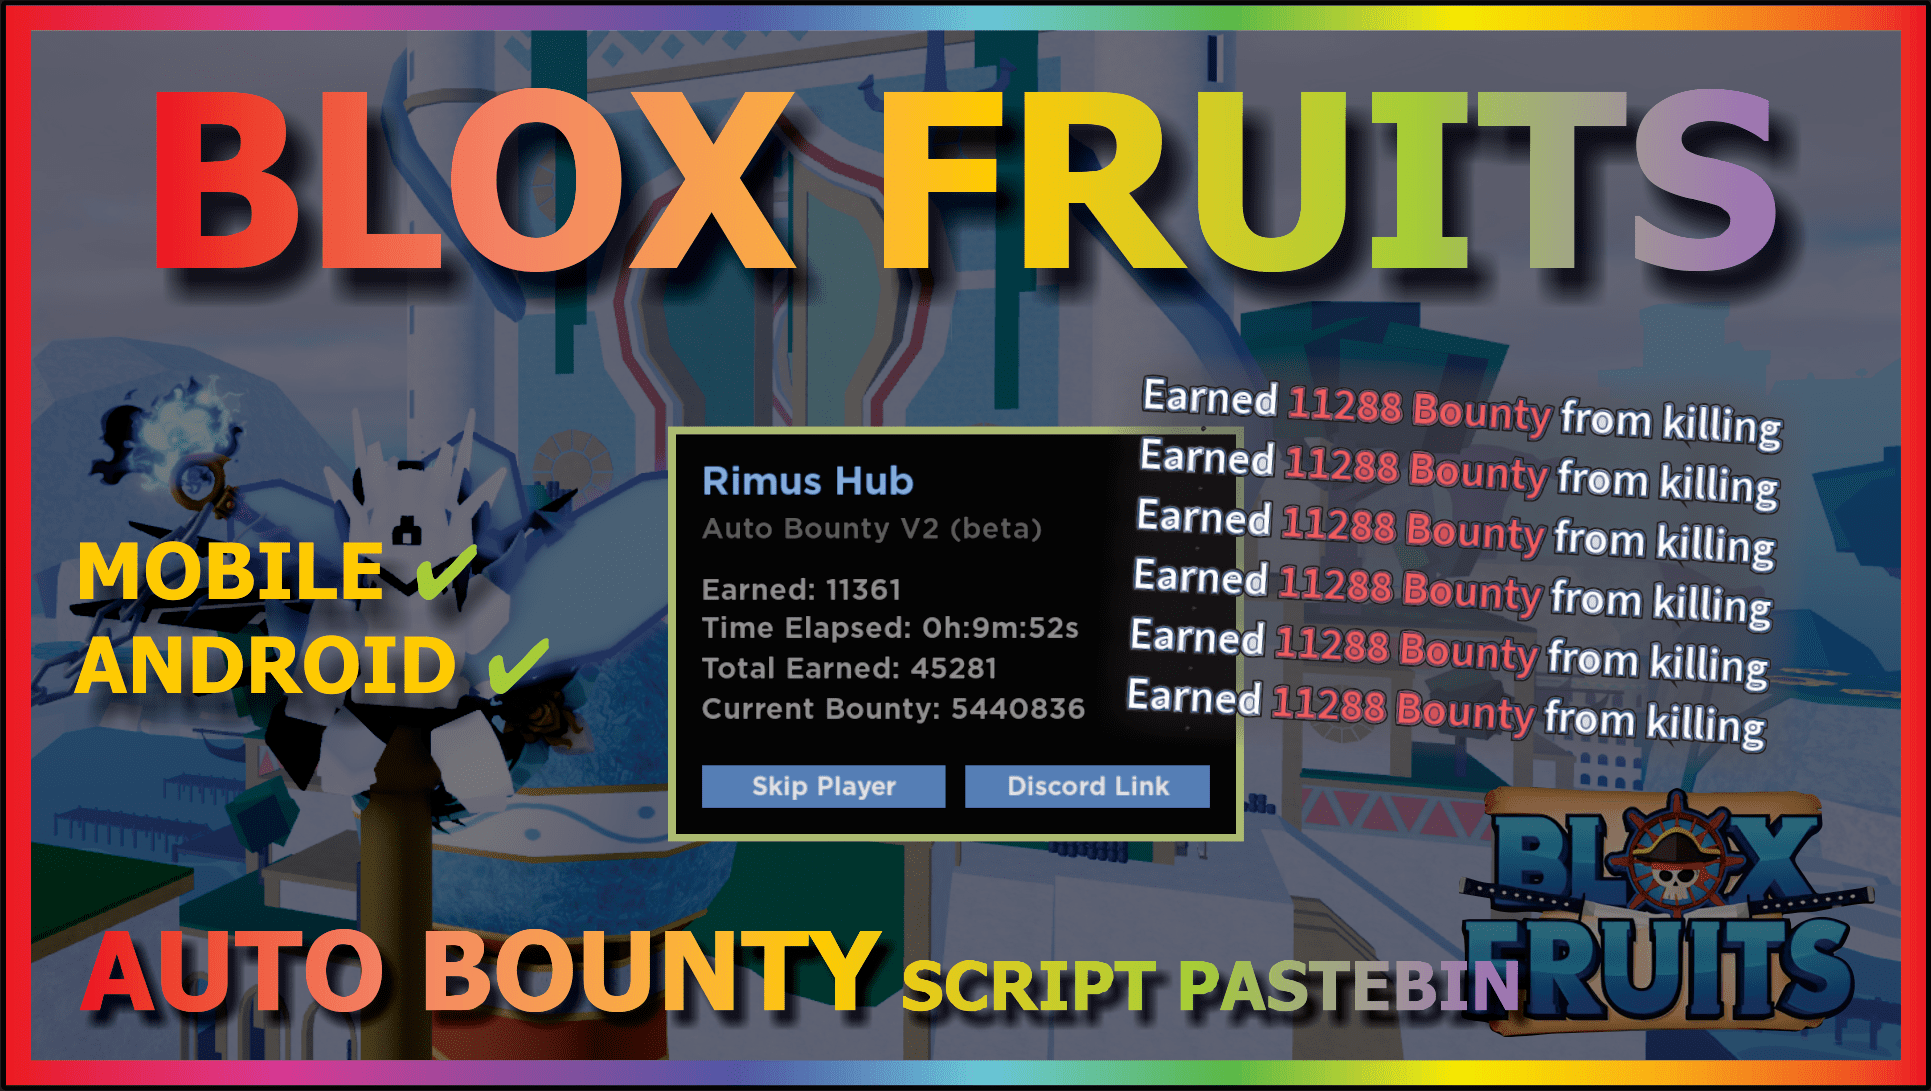 BLOX FRUITS
Earned 11288 Bounty from killing
Earned 11288 Bounty from killing
Earned 11288 Bounty from killing
Earned 11288 Bounty from killing
Earned 11288 Bounty from killing
Earned 11288 Bounty from killing
Rimus Hub
Auto Bounty V2 (beta)
Earned: 11361
Time Elapsed: 0h:9m:52s
Total Earned: 45281
Current Bounty: 5440836
Skip Player
Discord Link
MOBILE ✓
ANDROID ✓
BLOX
FRUITS
AUTO BOUNTY SCRIPT PASTEBIN